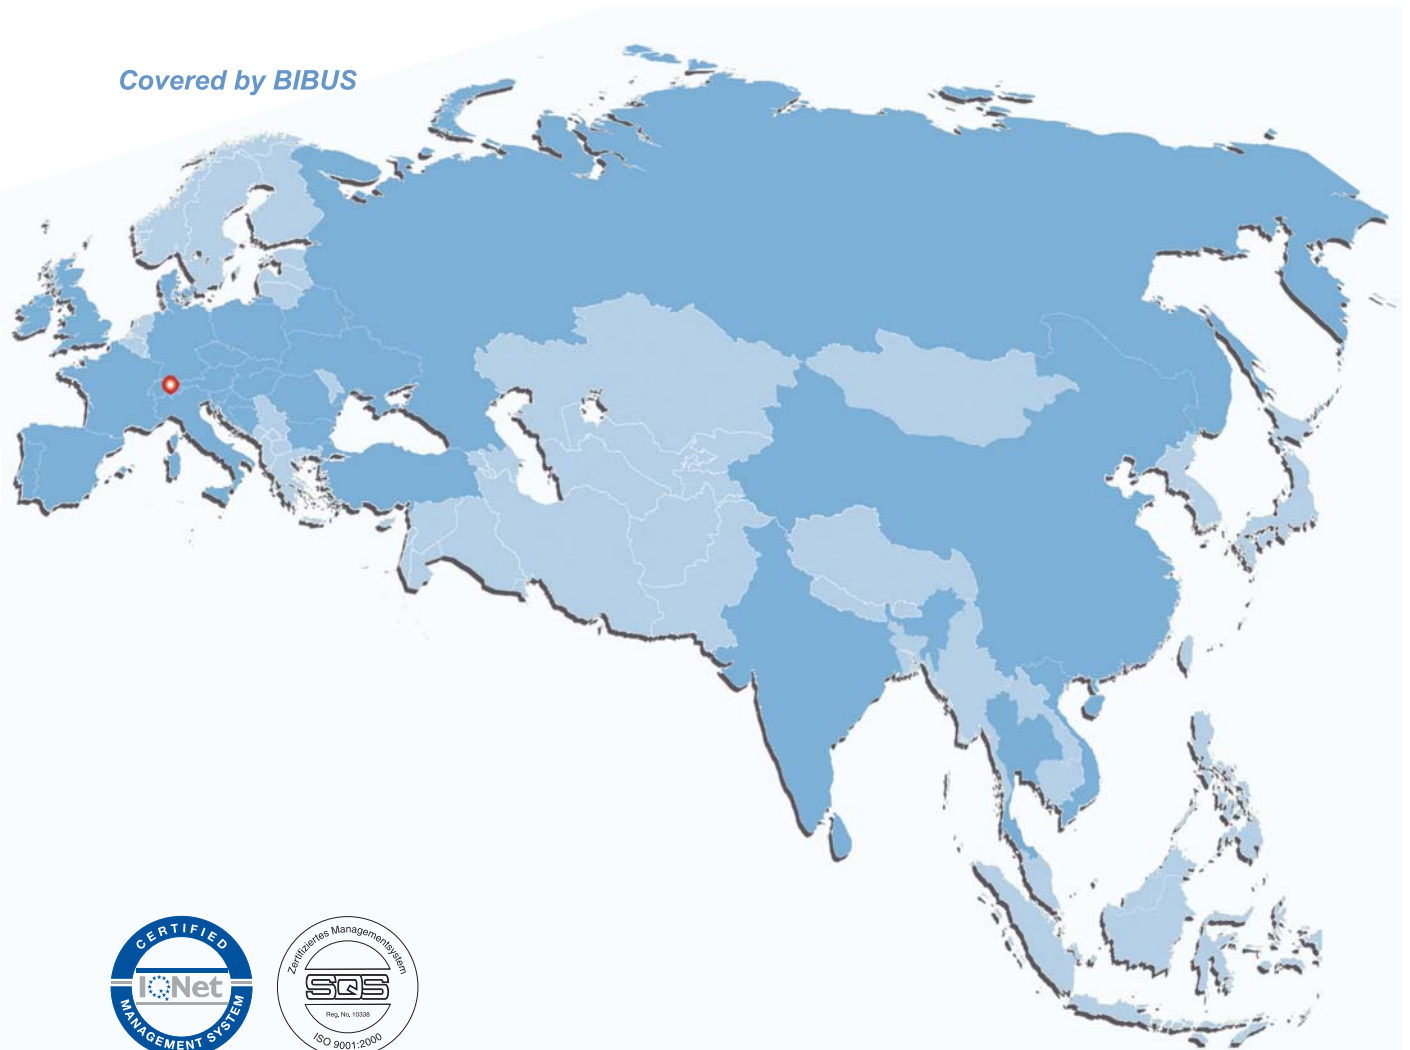 Covered by BIBUS
CERTIFIED
IQNet
MANAGEMENT SYSTEM
Zertifiziertes Managementsystem
SQS
Reg. No. 10338
ISO 9001:2000